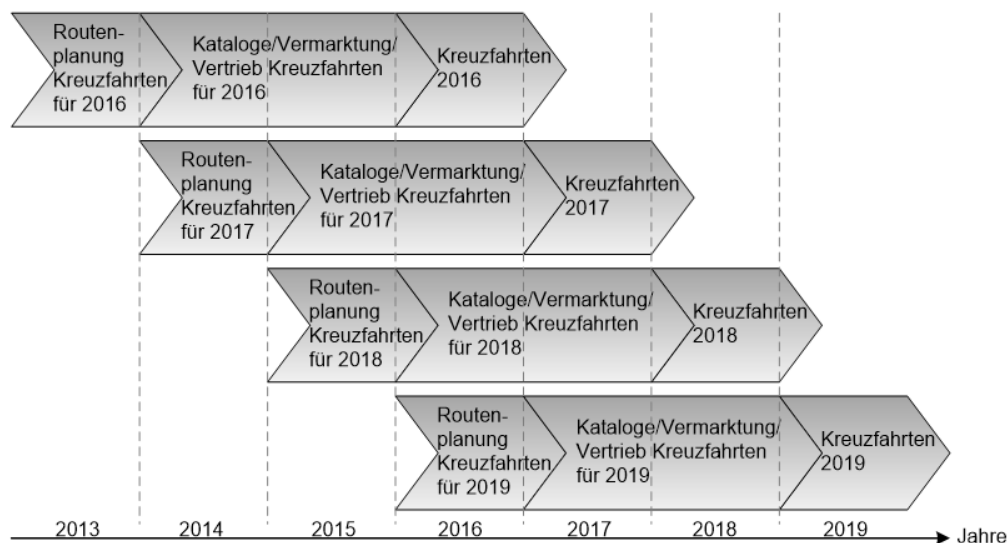 Routen-
planung
Kreuzfahrten
für 2016
Kataloge/Vermarktung/
Vertrieb Kreuzfahrten
für 2016
Kreuzfahrten
2016
Routen-
planung
Kreuzfahrten
für 2017
Kataloge/Vermarktung/
Vertrieb Kreuzfahrten
für 2017
Kreuzfahrten
2017
Routen-
planung
Kreuzfahrten
für 2018
Kataloge/Vermarktung/
Vertrieb Kreuzfahrten
für 2018
Kreuzfahrten
2018
Routen-
planung
Kreuzfahrten
für 2019
Kataloge/Vermarktung/
Vertrieb Kreuzfahrten
für 2019
Kreuzfahrten
2019
2013 2014 2015 2016 2017 2018 2019 Jahre